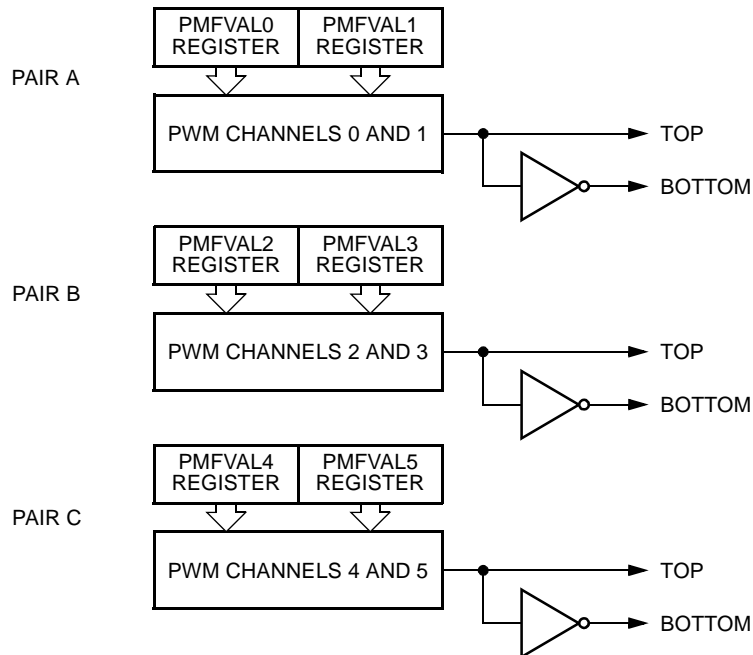 PMFVAL0 REGISTER
PMFVAL1 REGISTER
PAIR A
PWM CHANNELS 0 AND 1
TOP
BOTTOM
PMFVAL2 REGISTER
PMFVAL3 REGISTER
PAIR B
PWM CHANNELS 2 AND 3
TOP
BOTTOM
PMFVAL4 REGISTER
PMFVAL5 REGISTER
PAIR C
PWM CHANNELS 4 AND 5
TOP
BOTTOM